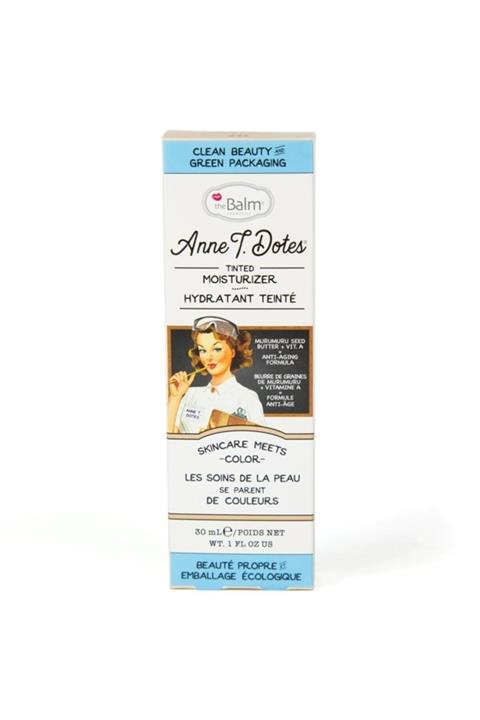 CLEAN BEAUTY AND
GREEN PACKAGING
theBalm®
COSMETICS
Anne T. Dotes®
TINTED
MOISTURIZER
HYDRATANT TEINTÉ
MURUMURU SEED
BUTTER + VIT. A
+
ANTI-AGING
FORMULA
BEURRE DE GRAINES
DE MURUMURU
+ VITAMINE A
+
FORMULE
ANTI-ÂGE
ANNE T.
DOTES
SKINCARE MEETS
-COLOR-
LES SOINS DE LA PEAU
SE PARENT
DE COULEURS
30 mL℮/POIDS NET
WT. 1 FL OZ US
BEAUTÉ PROPRE ET
EMBALLAGE ÉCOLOGIQUE